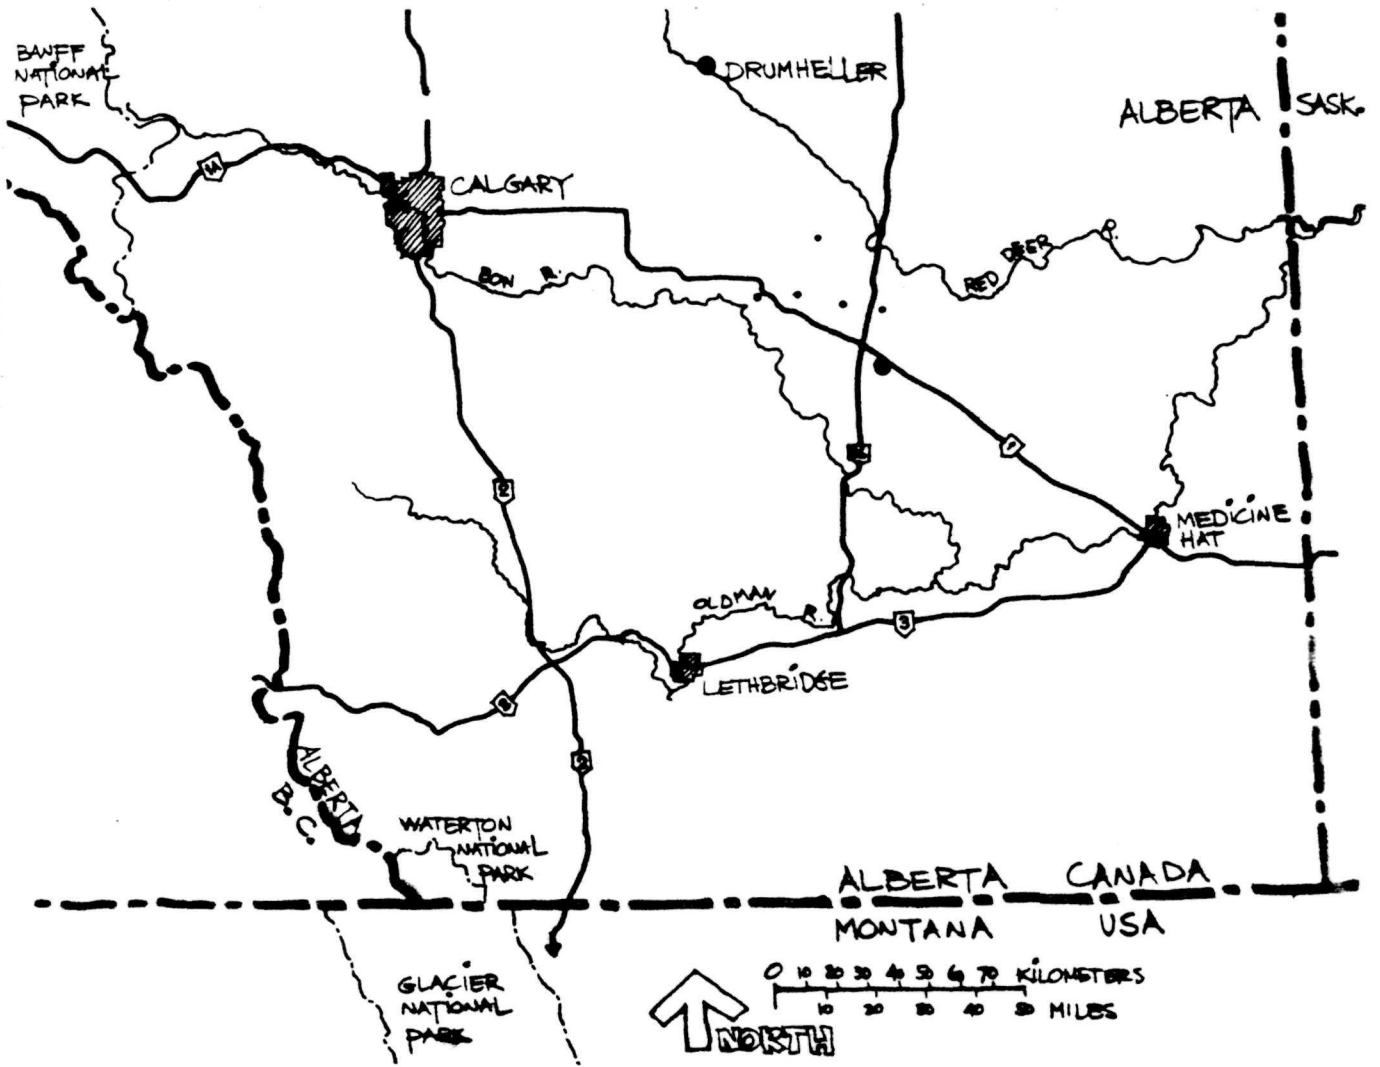 BANFF
NATIONAL
PARK
DRUMHELLER
ALBERTA SASK.
1A
CALGARY
BOW R.
RED DEER R.
1
2
MEDICINE
HAT
OLDMAN R.
3
LETHBRIDGE
3
2
ALBERTA
B.C.
WATERTON
NATIONAL
PARK
ALBERTA CANADA
MONTANA USA
GLACIER
NATIONAL
PARK
NORTH
0 10 20 30 40 50 60 70 KILOMETERS
10 20 30 40 50 MILES